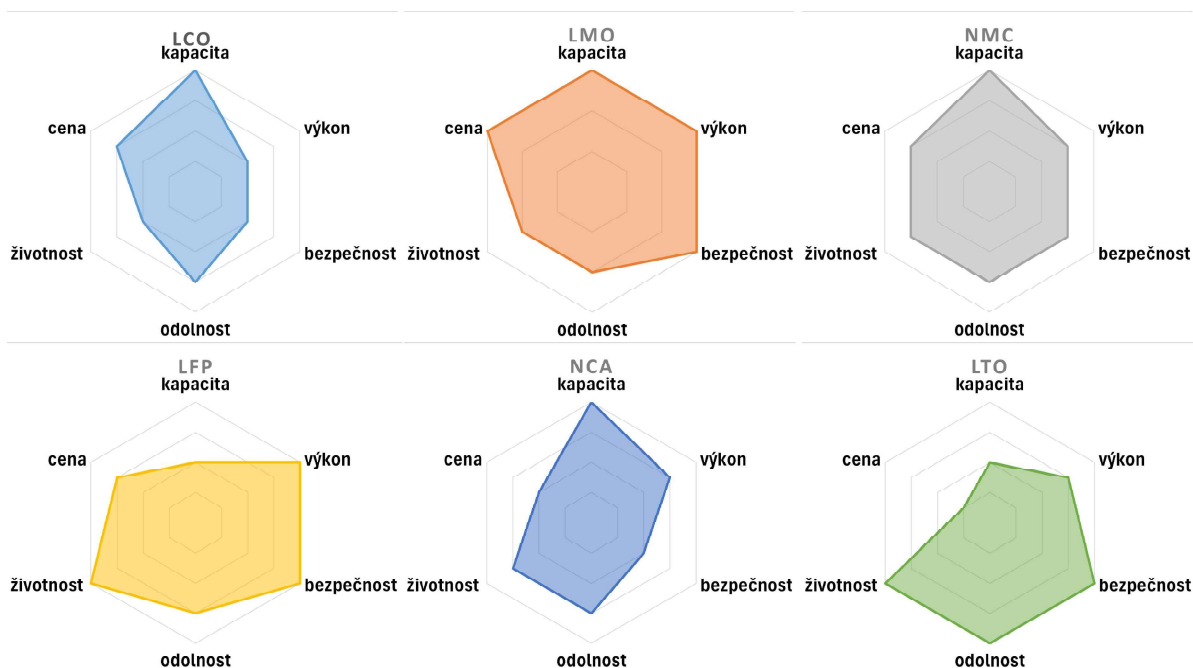 LCO
kapacita
cena
výkon
životnost
bezpečnost
odolnost
LMO
kapacita
cena
výkon
životnost
bezpečnost
odolnost
NMC
kapacita
cena
výkon
životnost
bezpečnost
odolnost
LFP
kapacita
cena
výkon
životnost
bezpečnost
odolnost
NCA
kapacita
cena
výkon
životnost
bezpečnost
odolnost
LTO
kapacita
cena
výkon
životnost
bezpečnost
odolnost